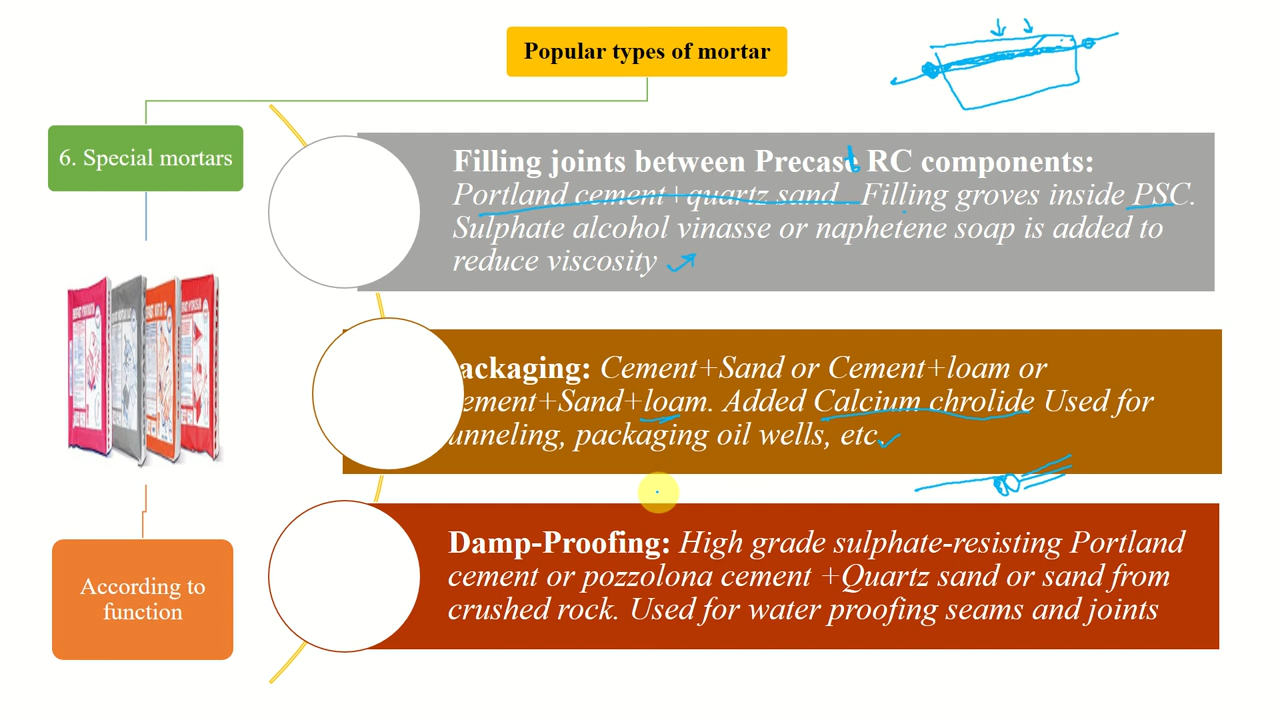 Popular types of mortar
6. Special mortars
Filling joints between Precast RC components:
Portland cement+quartz sand Filling groves inside PSC.
Sulphate alcohol vinasse or naphetene soap is added to
reduce viscosity
ackaging: Cement+Sand or Cement+loam or
ement+Sand+loam. Added Calcium chrolide Used for
unneling, packaging oil wells, etc.
Damp-Proofing: High grade sulphate-resisting Portland
cement or pozzolona cement +Quartz sand or sand from
crushed rock. Used for water proofing seams and joints
According to
function